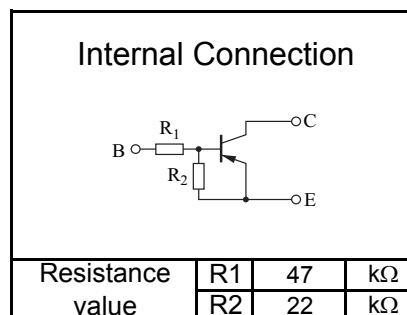 Internal Connection
C
R1
B
R2
E
Resistance value R1 47 kΩ
R2 22 kΩ